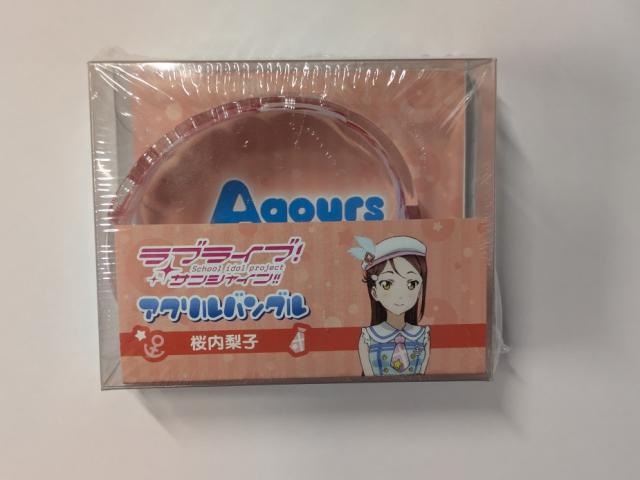 Aqours
ラブライブ!
School idol project
サンシャイン!!
アクリルバングル
桜内梨子